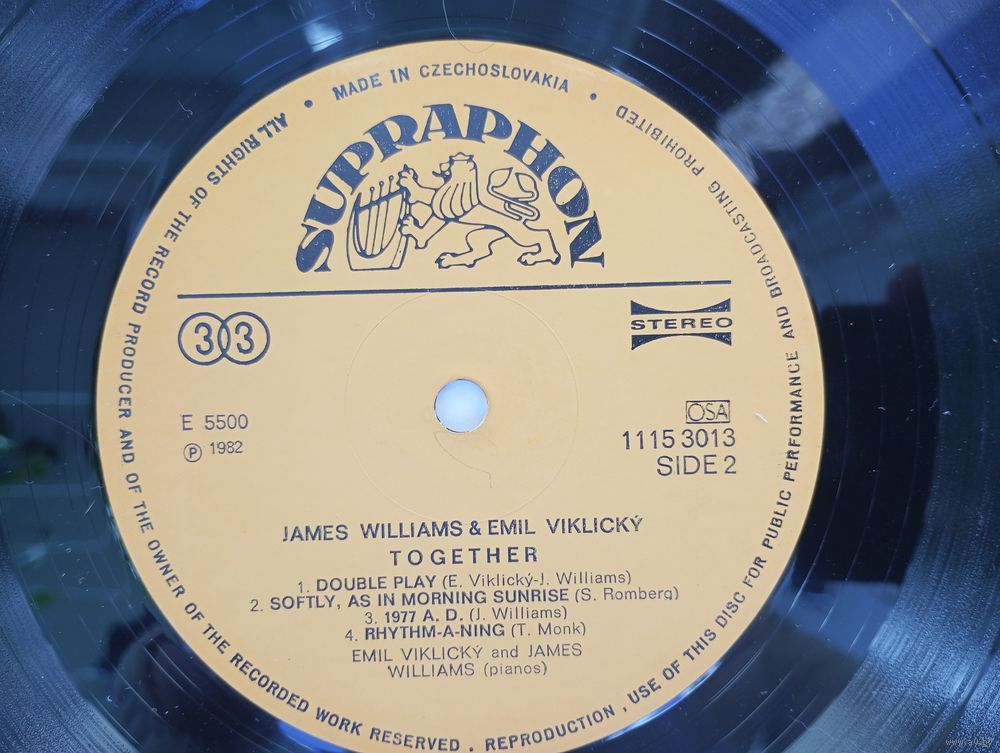 MADE IN CZECHOSLOVAKIA •
ALL RIGHTS OF THE RECORD PRODUCER AND OF THE OWNER OF THE RECORDED WORK RESERVED . REPRODUCTION , USE OF THIS DISC FOR PUBLIC PERFORMANCE AND BROADCASTING PROHIBITED •
SUPRAPHON
33
STEREO
E 5500
Ⓟ 1982
OSA
1115 3013
SIDE 2
JAMES WILLIAMS & EMIL VIKLICKÝ
TOGETHER
1. DOUBLE PLAY (E. Viklický-J. Williams)
2. SOFTLY, AS IN MORNING SUNRISE (S. Romberg)
3. 1977 A. D. (J. Williams)
4. RHYTHM-A-NING (T. Monk)
EMIL VIKLICKÝ and JAMES
WILLIAMS (pianos)